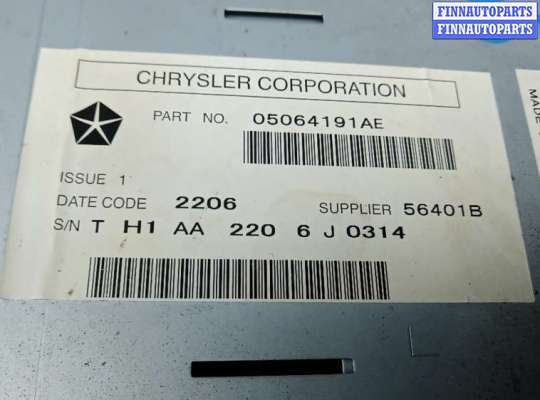 FINNAUTOPARTS
FINNAUTOPARTS
CHRYSLER CORPORATION
PART NO. 05064191AE
ISSUE 1
DATE CODE 2206 SUPPLIER 56401B
S/N T H1 AA 220 6 J 0314
MADE